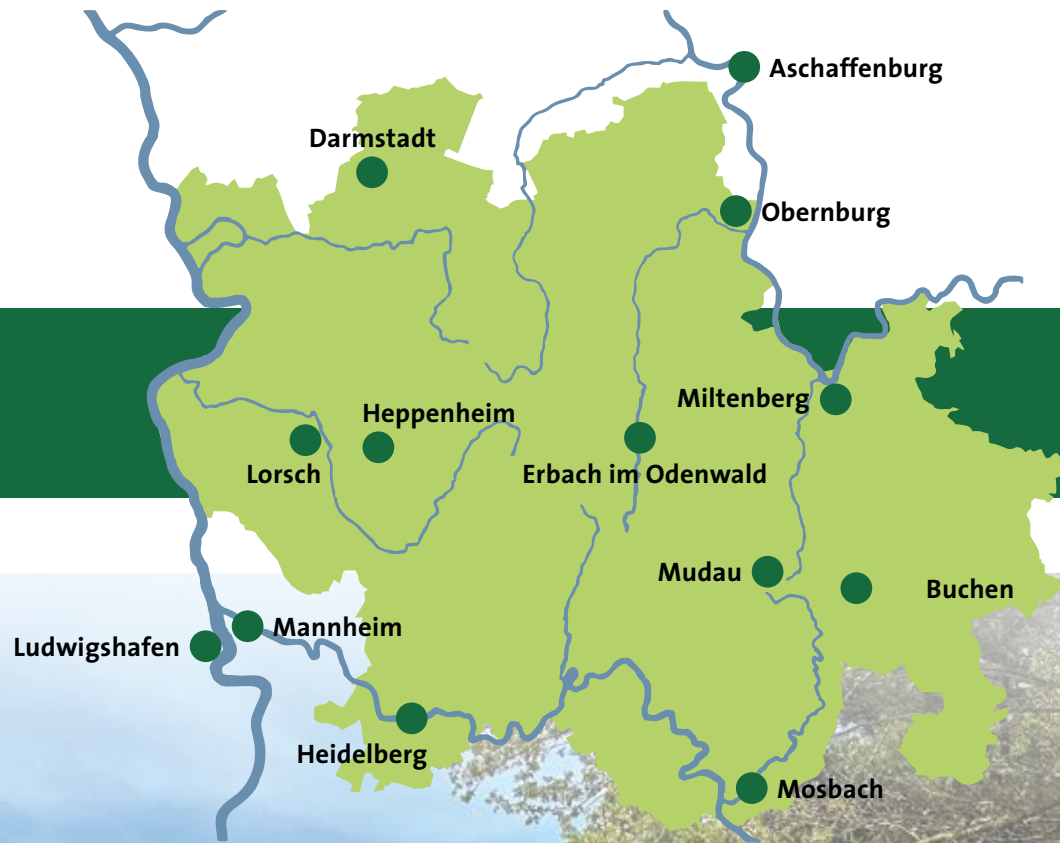 Aschaffenburg
Darmstadt
Obernburg
Miltenberg
Heppenheim
Lorsch
Erbach im Odenwald
Mudau
Buchen
Mannheim
Ludwigshafen
Heidelberg
Mosbach